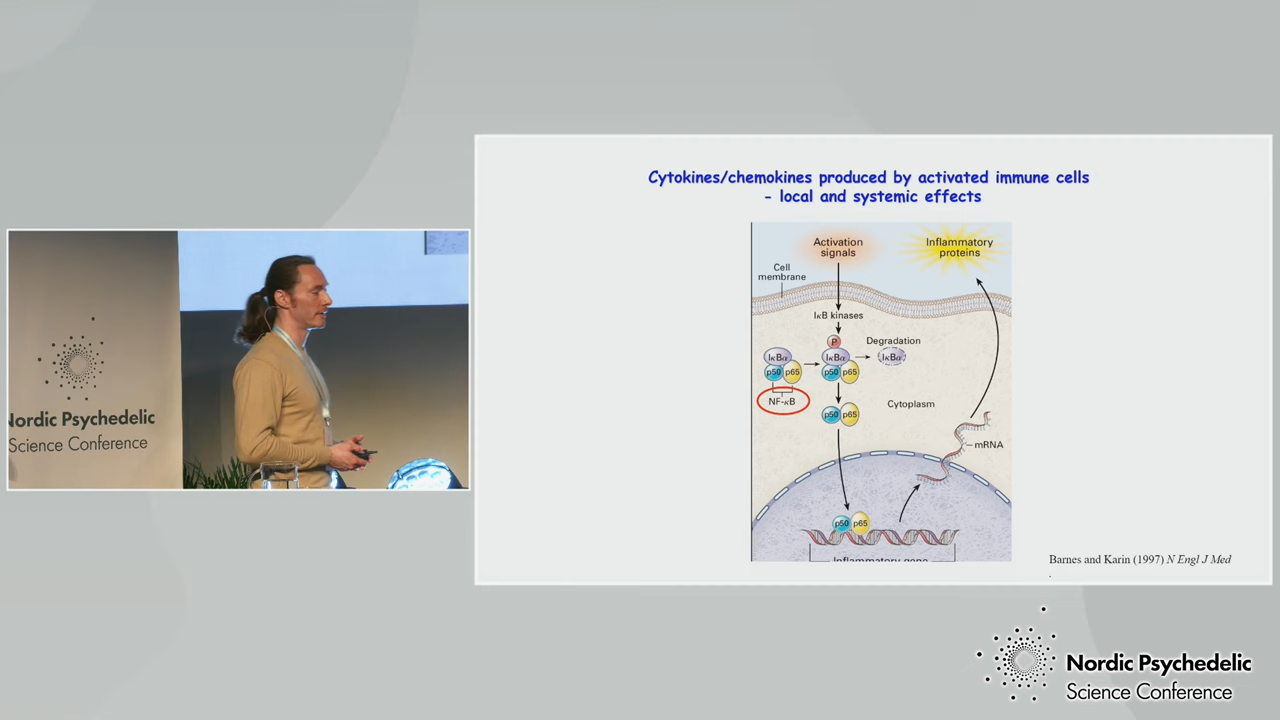 Cytokines/chemokines produced by activated immune cells
- local and systemic effects
Activation
signals
Inflammatory
proteins
Cell
membrane
IκB kinases
P
Degradation
IκBα
IκBα
IκBα
p50 p65
p50 p65
NF-κB
Cytoplasm
p50 p65
mRNA
p50 p65
Inflammatory gene
Barnes and Karin (1997) N Engl J Med
.
Nordic Psychedelic
Science Conference
Nordic Psychedelic
Science Conference